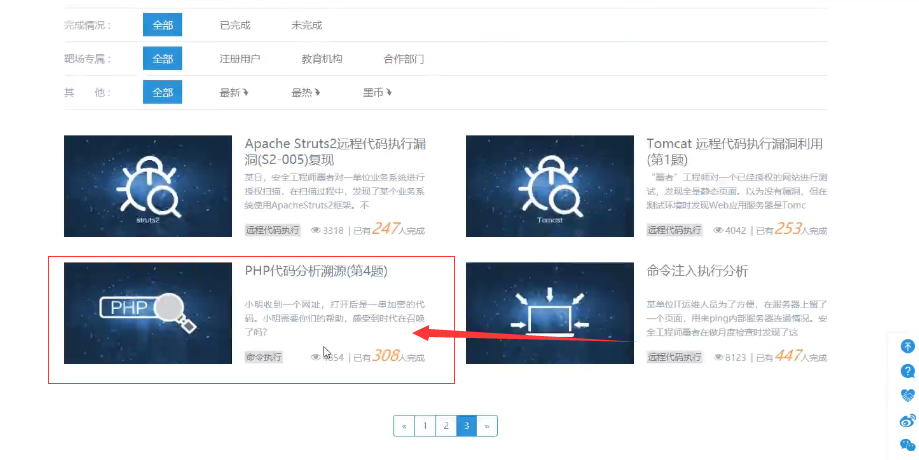 完成情况： 全部 已完成 未完成
靶场专属： 全部 注册用户 教育机构 合作部门
其 他： 全部 最新 最热 墨币
struts2
Apache Struts2远程代码执行漏
洞(S2-005)复现
某日，安全工程师墨者对一单位业务系统进行
授权扫描，在扫描过程中，发现了某个业务系
统使用ApacheStruts2框架。不
远程代码执行 3318 | 已有247人完成
Tomcat
Tomcat 远程代码执行漏洞利用
(第1题)
“墨者”工程师对一个已经授权的网站进行测
试，发现全是静态页面。以为没有漏洞，但在
测试环境时发现Web应用服务器是Tomc
远程代码执行 4042 | 已有253人完成
PHP
PHP代码分析溯源(第4题)
小明收到一个网址，打开后是一串加密的代
码。小明需要你们的帮助，感受到时代在召唤
了吗？
命令执行 554 | 已有308人完成
命令注入执行分析
某单位IT运维人员为了方便，在服务器上留了
一个页面，用来ping内部服务器连通情况。安
全工程师墨者在做月度检查时发现了这
远程代码执行 8123 | 已有447人完成
« 1 2 3 »